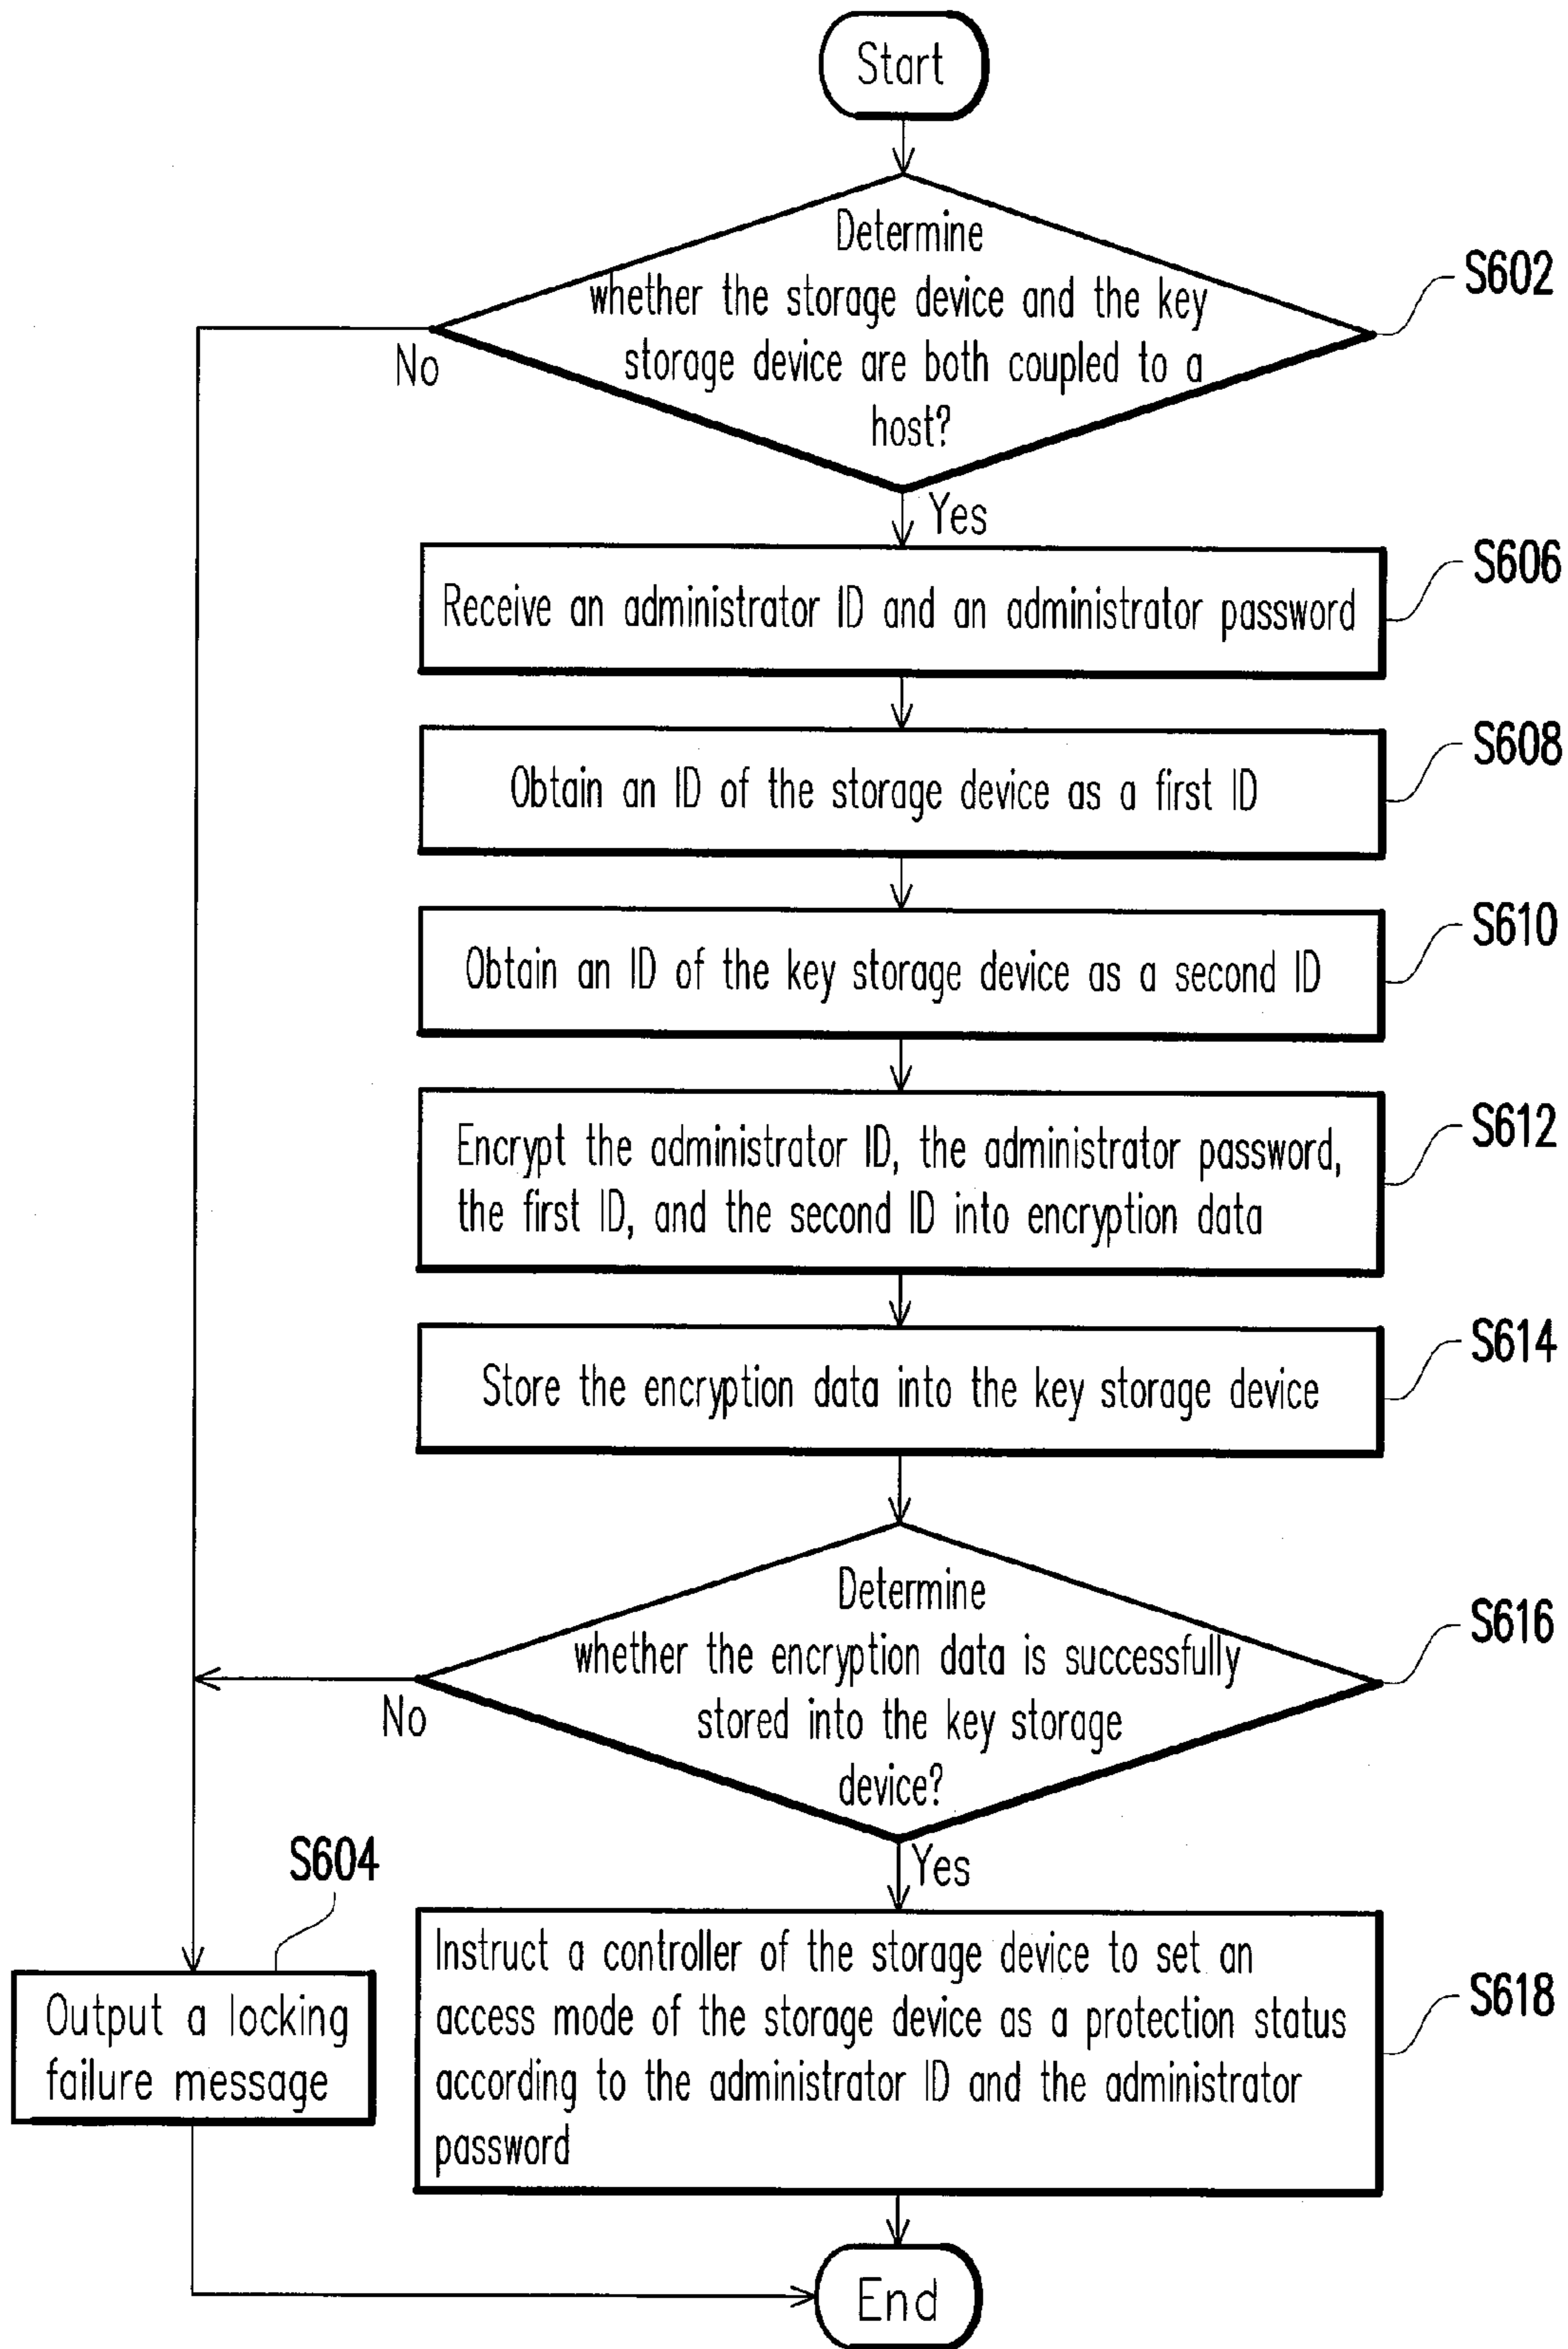 Start
Determine
whether the storage device and the key
storage device are both coupled to a
host?
S602
No
Yes
Receive an administrator ID and an administrator password
S606
Obtain an ID of the storage device as a first ID
S608
Obtain an ID of the key storage device as a second ID
S610
Encrypt the administrator ID, the administrator password,
the first ID, and the second ID into encryption data
S612
Store the encryption data into the key storage device
S614
Determine
whether the encryption data is successfully
stored into the key storage
device?
S616
No
Yes
S604
Output a locking
failure message
Instruct a controller of the storage device to set an
access mode of the storage device as a protection status
according to the administrator ID and the administrator
password
S618
End